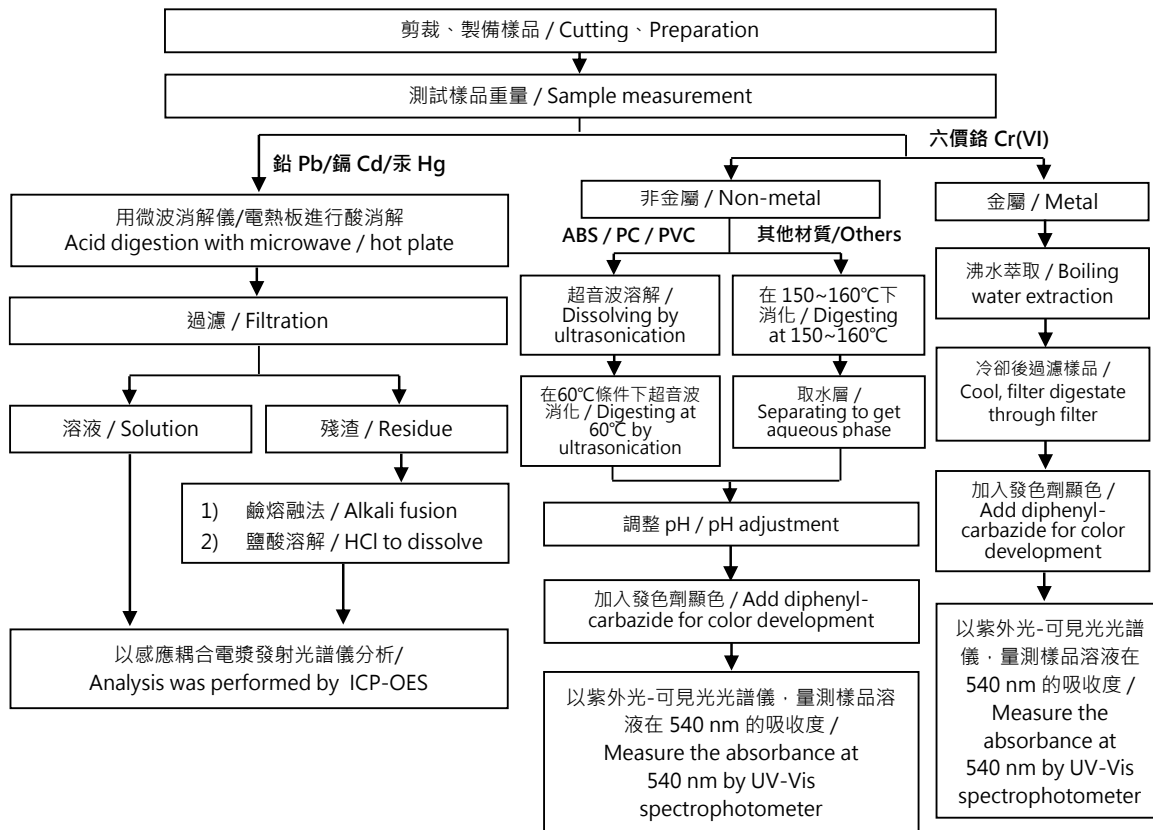 剪裁、製備樣品 / Cutting、Preparation
測試樣品重量 / Sample measurement
鉛 Pb/鎘 Cd/汞 Hg
六價鉻 Cr(VI)
用微波消解儀/電熱板進行酸消解
Acid digestion with microwave / hot plate
過濾 / Filtration
溶液 / Solution
殘渣 / Residue
1) 鹼熔融法 / Alkali fusion
2) 鹽酸溶解 / HCl to dissolve
以感應耦合電漿發射光譜儀分析/
Analysis was performed by ICP-OES
非金屬 / Non-metal
ABS / PC / PVC
其他材質/Others
超音波溶解 /
Dissolving by
ultrasonication
在60℃條件下超音波
消化 / Digesting at
60℃ by
ultrasonication
在 150~160℃下
消化 / Digesting
at 150~160℃
取水層 /
Separating to get
aqueous phase
調整 pH / pH adjustment
加入發色劑顯色 / Add diphenyl-
carbazide for color development
以紫外光-可見光光譜儀，量測樣品溶
液在 540 nm 的吸收度 /
Measure the absorbance at
540 nm by UV-Vis
spectrophotometer
金屬 / Metal
沸水萃取 / Boiling
water extraction
冷卻後過濾樣品 /
Cool, filter digestate
through filter
加入發色劑顯色 /
Add diphenyl-
carbazide for color
development
以紫外光-可見光光譜
儀，量測樣品溶液在
540 nm 的吸收度 /
Measure the
absorbance at
540 nm by UV-Vis
spectrophotometer